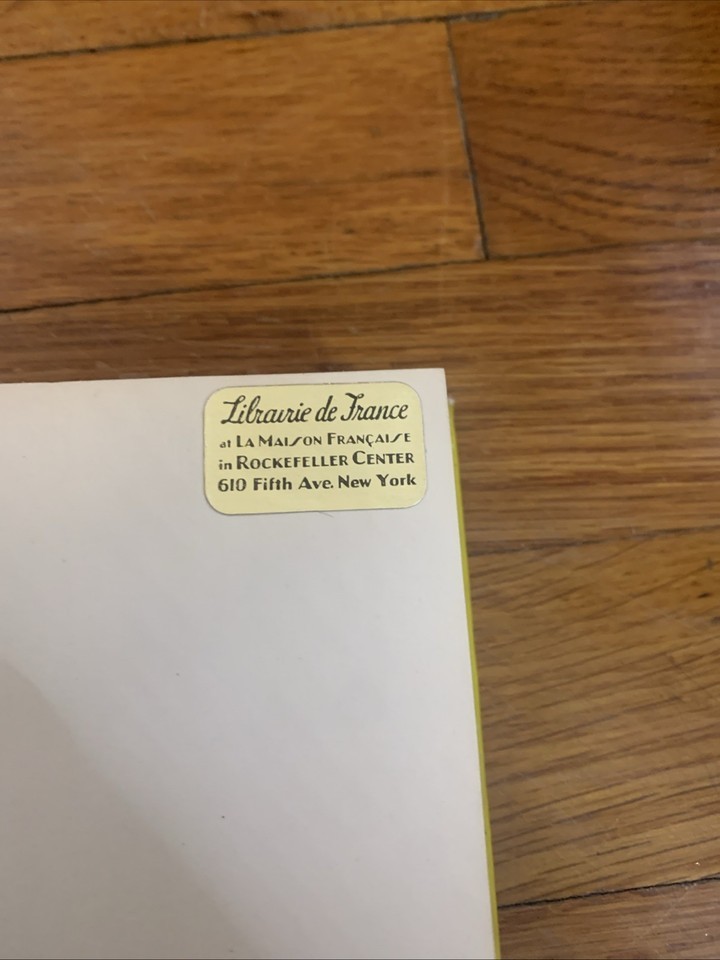 Librairie de France
at LA MAISON FRANÇAISE
in ROCKEFELLER CENTER
610 Fifth Ave. New York